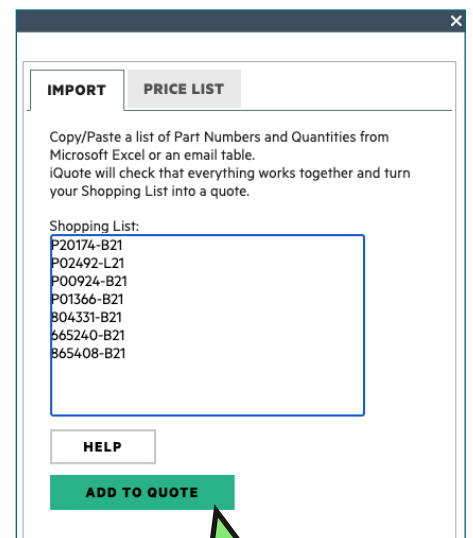 IMPORT
PRICE LIST
Copy/Paste a list of Part Numbers and Quantities from
Microsoft Excel or an email table.
iQuote will check that everything works together and turn
your Shopping List into a quote.
Shopping List:
P20174-B21
P02492-L21
P00924-B21
P01366-B21
804331-B21
665240-B21
865408-B21
HELP
ADD TO QUOTE